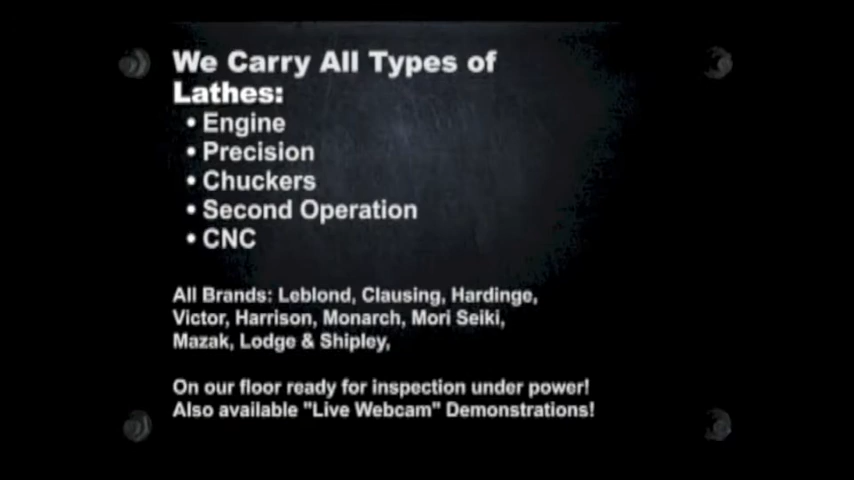 We Carry All Types of
Lathes:
• Engine
• Precision
• Chuckers
• Second Operation
• CNC
All Brands: Leblond, Clausing, Hardinge,
Victor, Harrison, Monarch, Mori Seiki,
Mazak, Lodge & Shipley,
On our floor ready for inspection under power!
Also available "Live Webcam" Demonstrations!